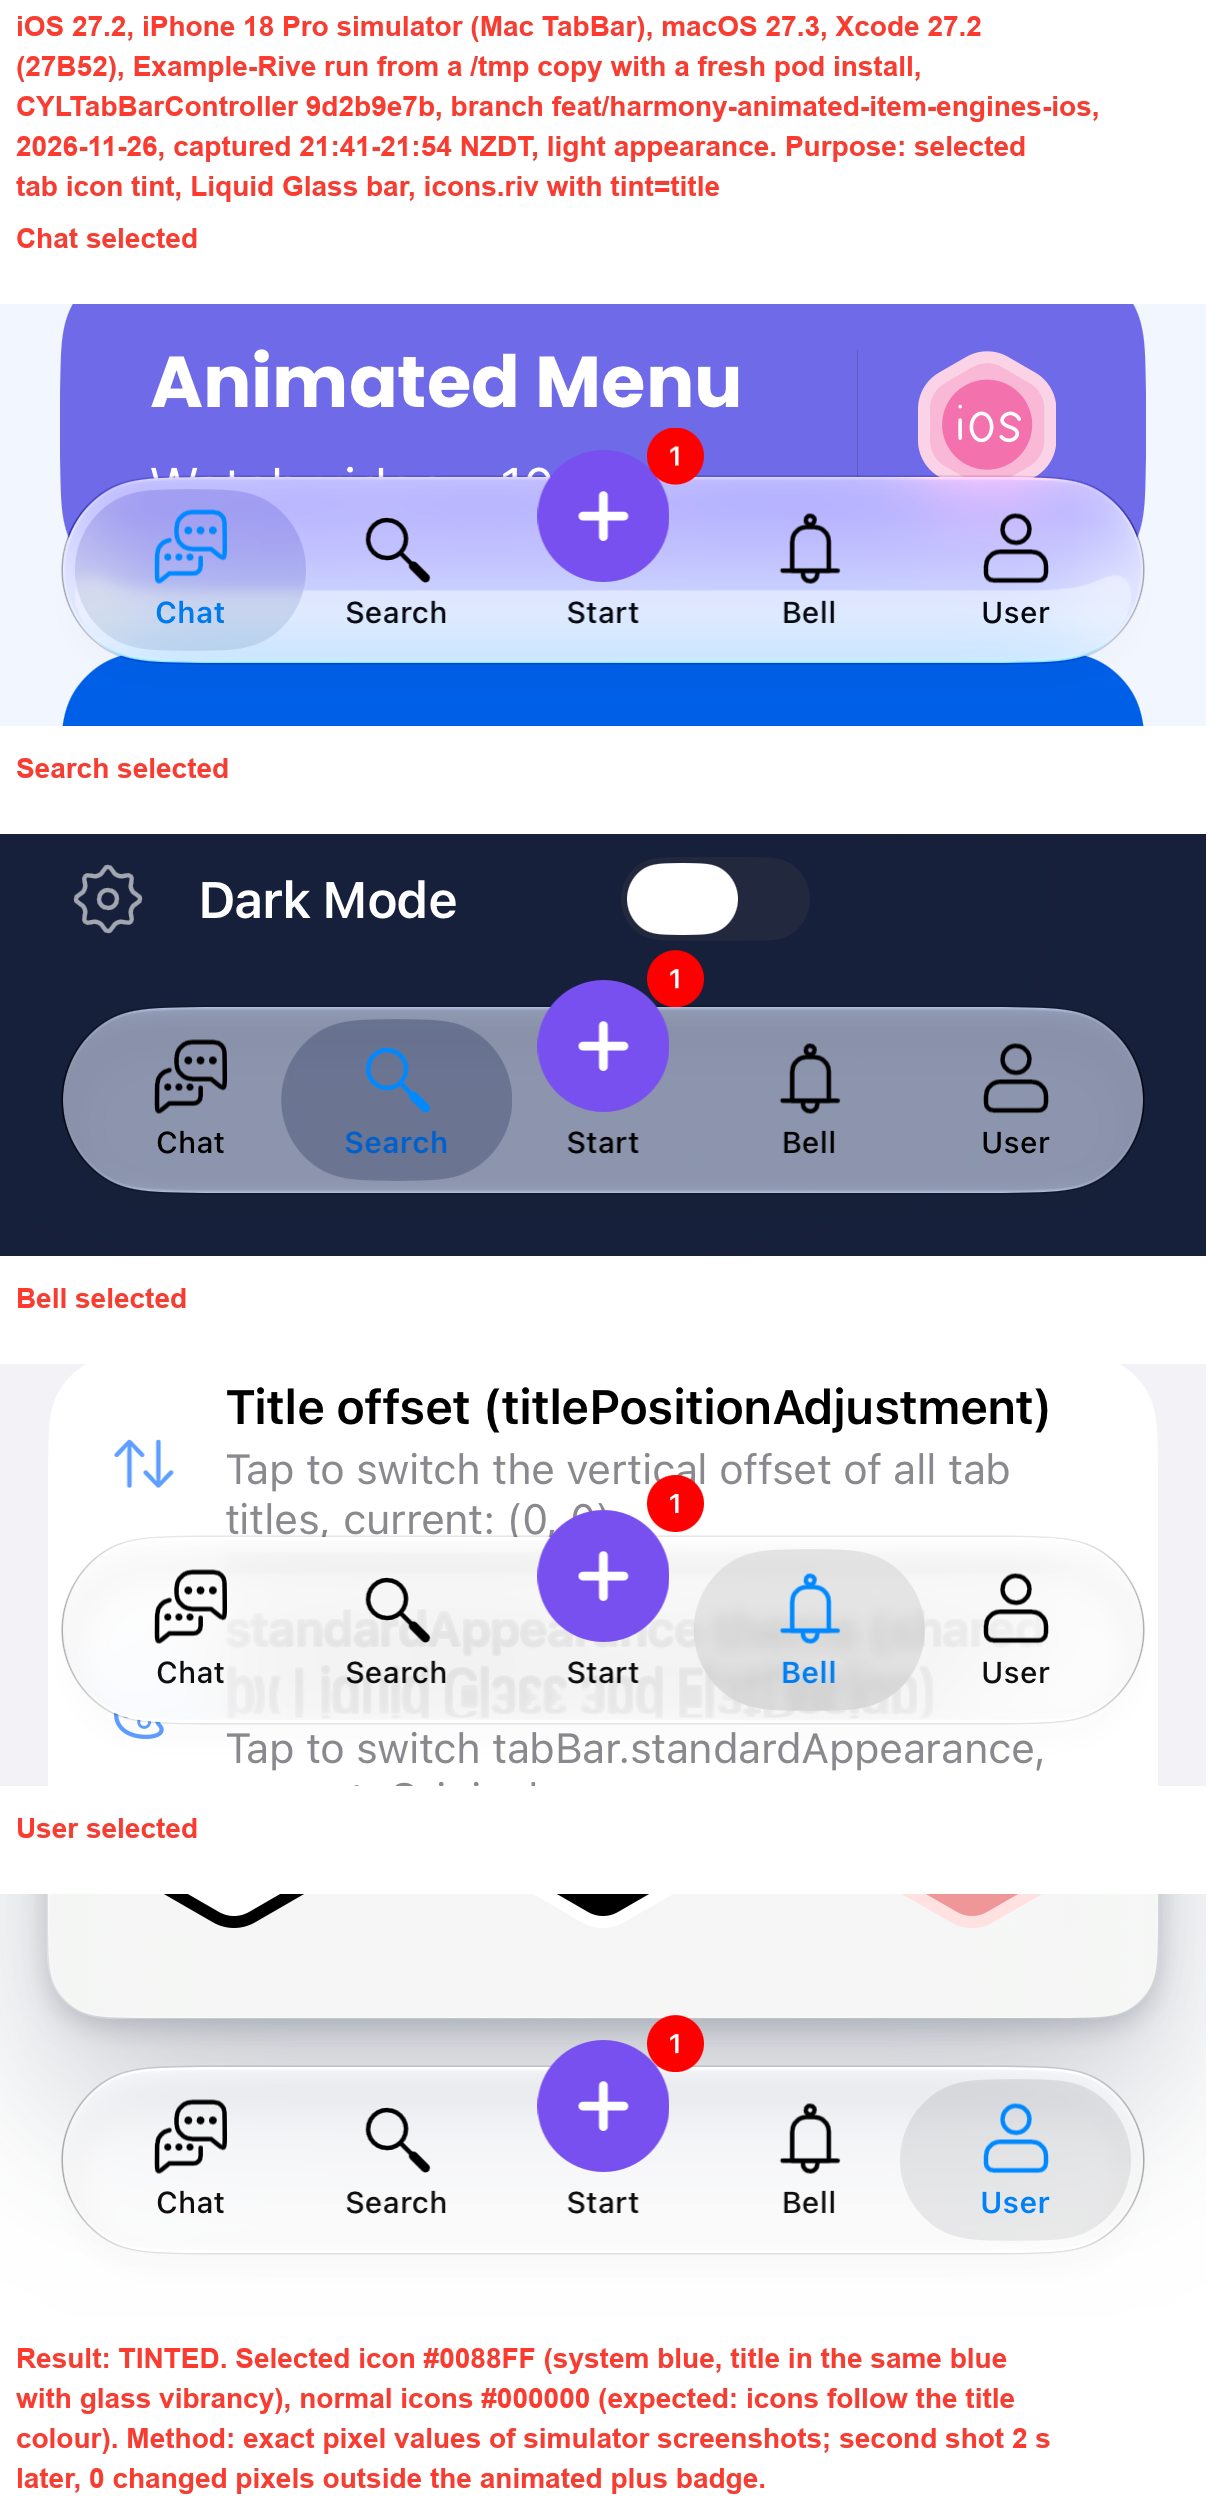 iOS 27.2, iPhone 18 Pro simulator (Mac TabBar), macOS 27.3, Xcode 27.2
(27B52), Example-Rive run from a /tmp copy with a fresh pod install,
CYLTabBarController 9d2b9e7b, branch feat/harmony-animated-item-engines-ios,
2026-11-26, captured 21:41-21:54 NZDT, light appearance. Purpose: selected
tab icon tint, Liquid Glass bar, icons.riv with tint=title
Chat selected
Animated Menu
iOS
1
Chat Search Start Bell User
Search selected
Dark Mode
1
Chat Search Start Bell User
Bell selected
Title offset (titlePositionAdjustment)
Tap to switch the vertical offset of all tab
titles, current: (0, 0)
1
standardAppearance
Chat Search Start Bell User
Tap to switch tabBar.standardAppearance,
User selected
1
Chat Search Start Bell User
Result: TINTED. Selected icon #0088FF (system blue, title in the same blue
with glass vibrancy), normal icons #000000 (expected: icons follow the title
colour). Method: exact pixel values of simulator screenshots; second shot 2 s
later, 0 changed pixels outside the animated plus badge.